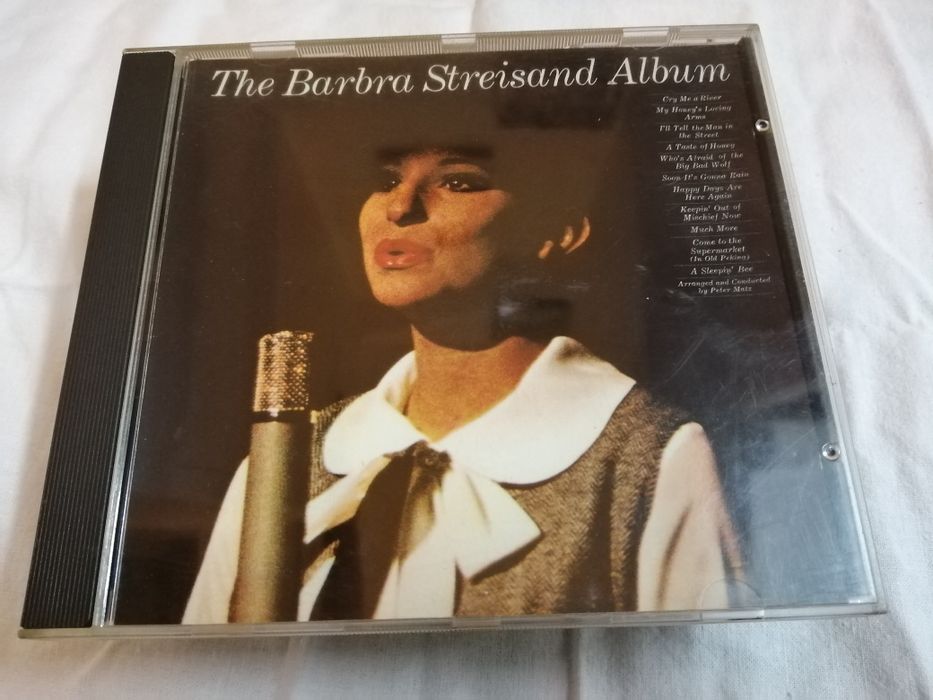 The Barbra Streisand Album
Cry Me a River
My Honey's Loving
Arms
I'll Tell the Man in
the Street
A Taste of Honey
Who's Afraid of the
Big Bad Wolf
Soon It's Gonna Rain
Happy Days Are
Here Again
Keepin' Out of
Mischief Now
Much More
Come to the
Supermarket
(In Old Peking)
A Sleepin' Bee
Arranged and Conducted
by Peter Matz